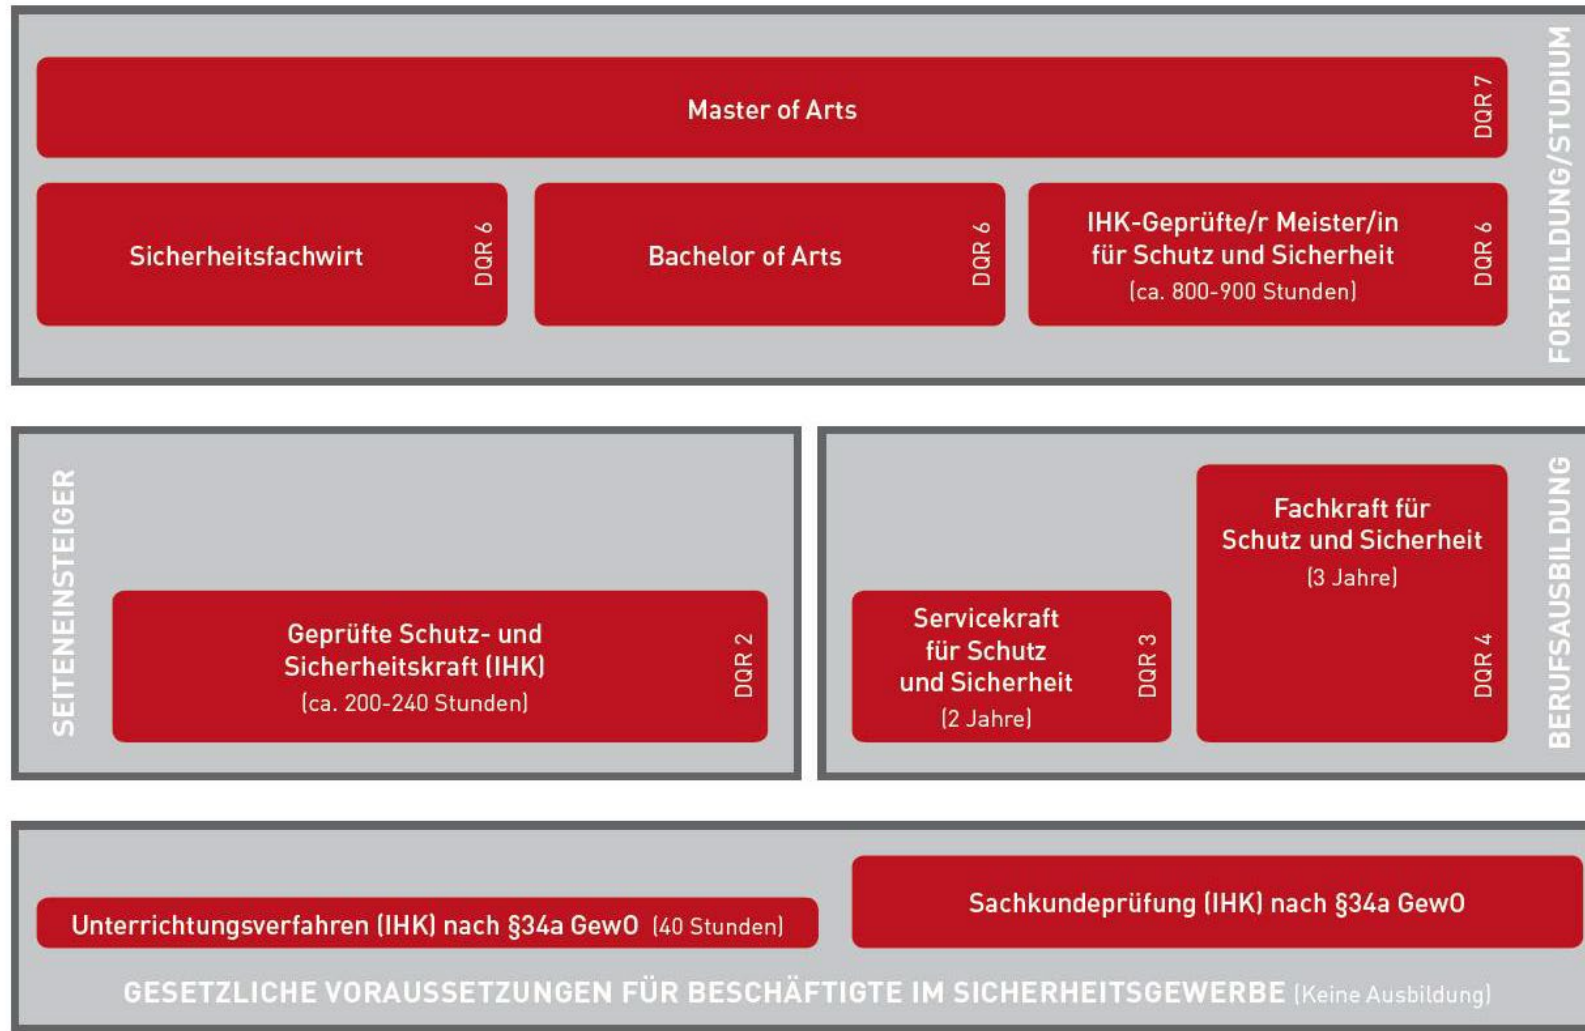 Master of Arts
DQR 7
FORTBILDUNG/STUDIUM
Sicherheitsfachwirt
DQR 6
Bachelor of Arts
DQR 6
IHK-Geprüfte/r Meister/in
für Schutz und Sicherheit
(ca. 800-900 Stunden)
DQR 6
SEITENEINSTEIGER
Geprüfte Schutz- und
Sicherheitskraft (IHK)
(ca. 200-240 Stunden)
DQR 2
Servicekraft
für Schutz
und Sicherheit
(2 Jahre)
DQR 3
Fachkraft für
Schutz und Sicherheit
(3 Jahre)
DQR 4
BERUFSAUSBILDUNG
Unterrichtungsverfahren (IHK) nach §34a GewO (40 Stunden)
Sachkundeprüfung (IHK) nach §34a GewO
GESETZLICHE VORAUSSETZUNGEN FÜR BESCHÄFTIGTE IM SICHERHEITSGEWERBE (Keine Ausbildung)